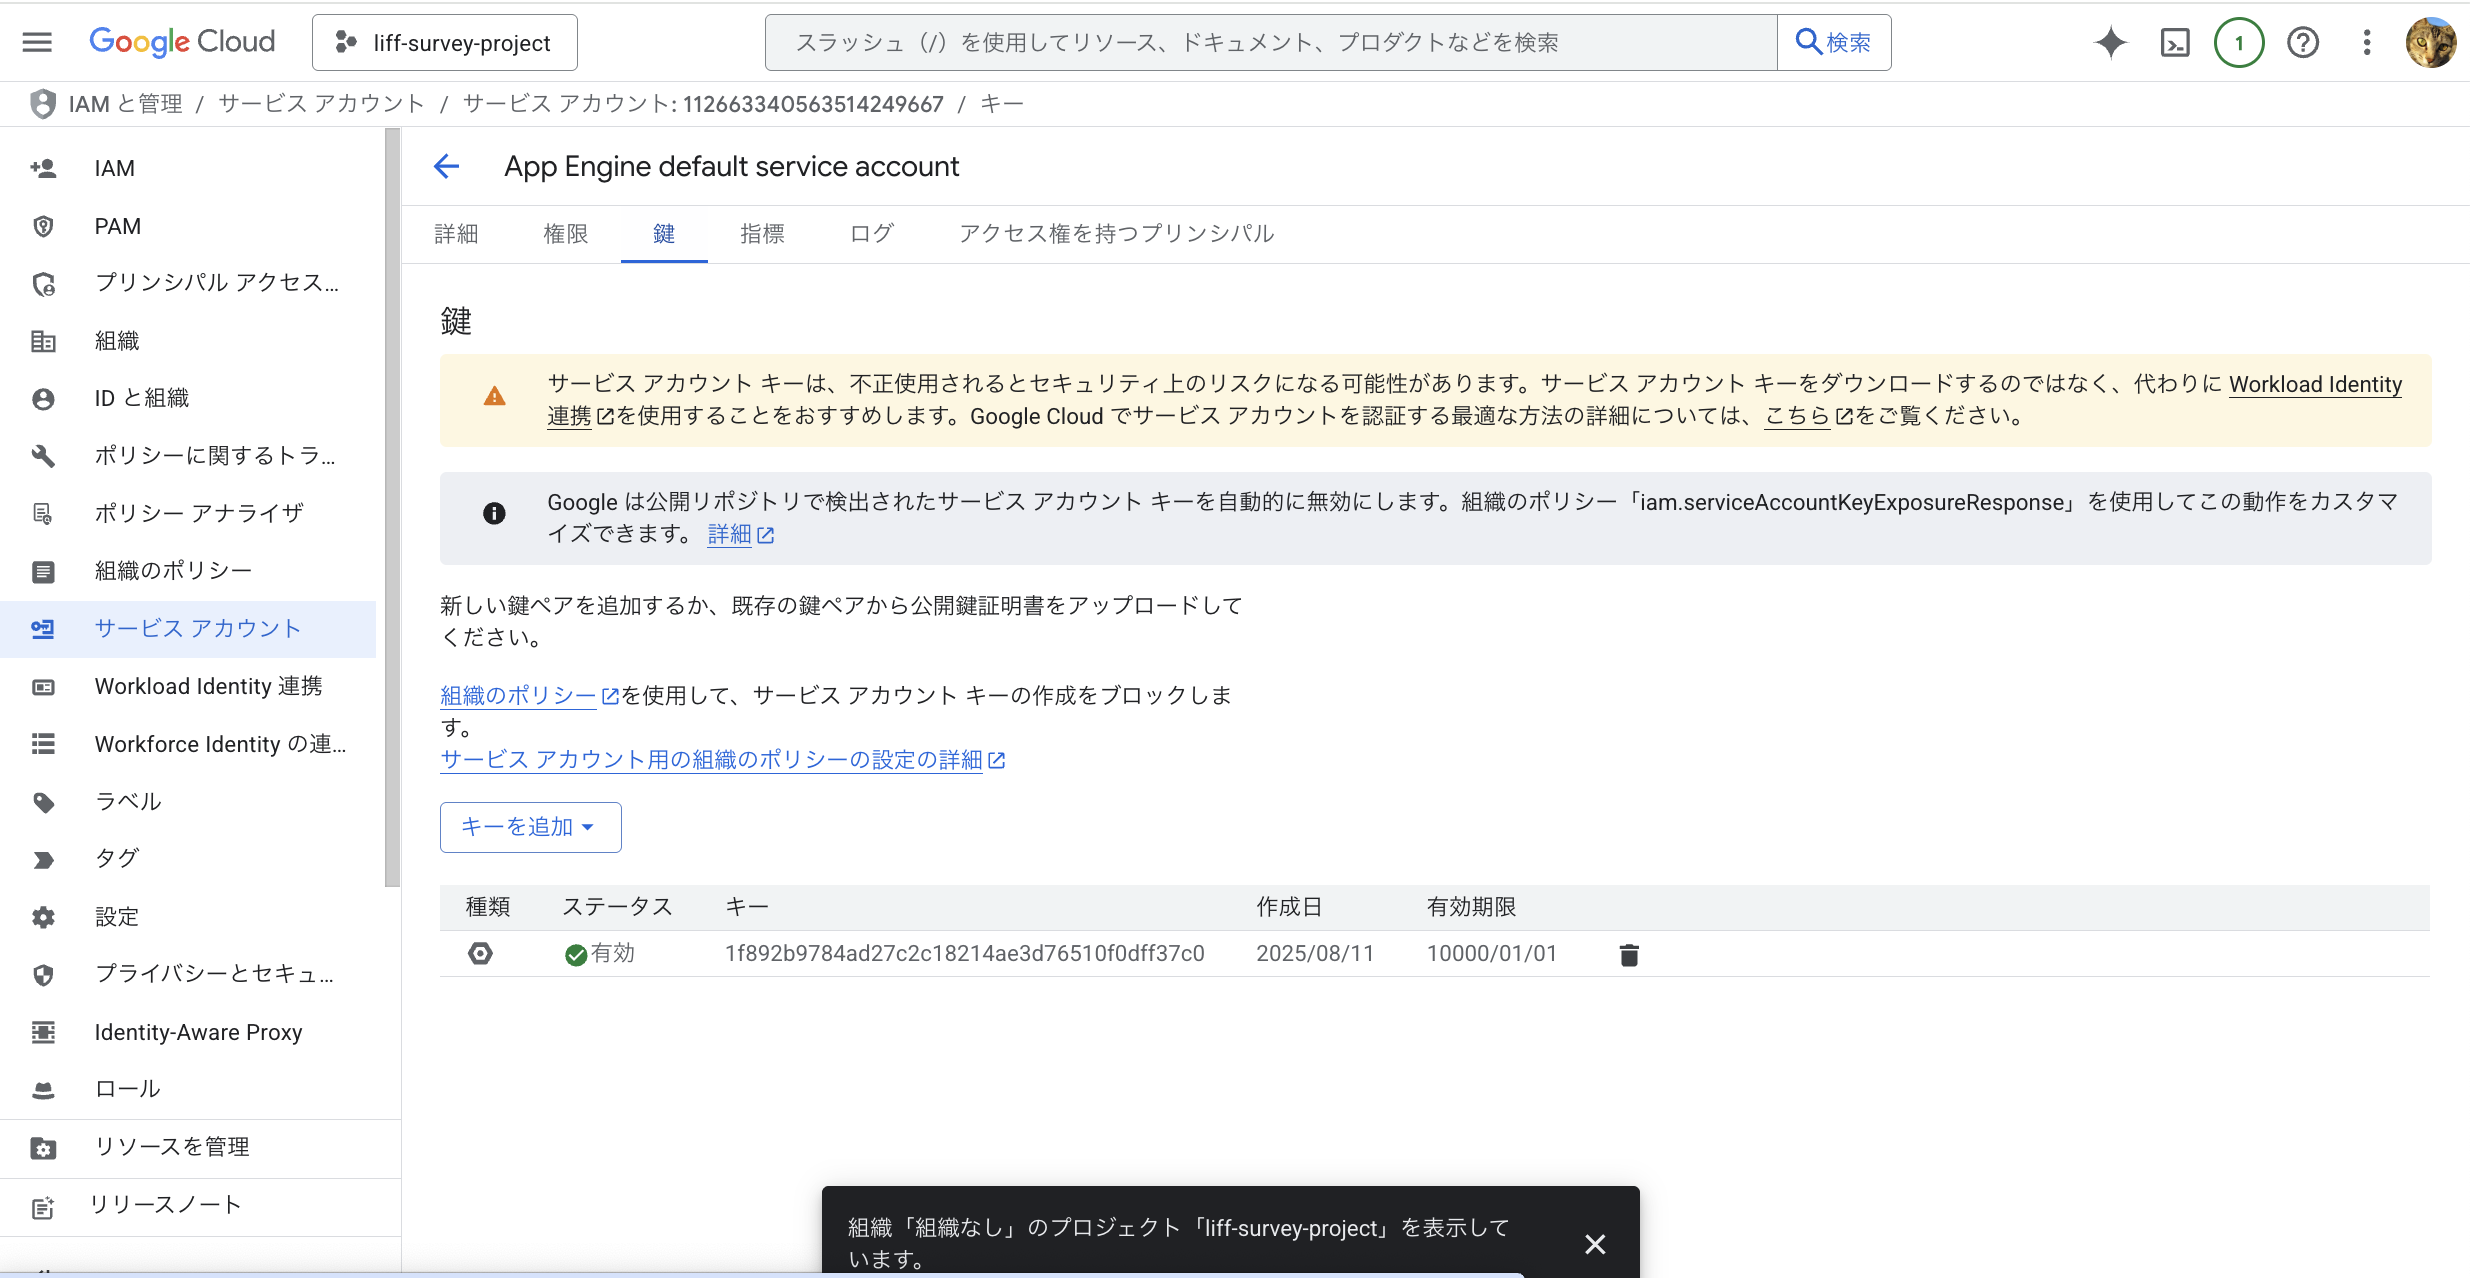 Google Cloud
liff-survey-project
スラッシュ（/）を使用してリソース、ドキュメント、プロダクトなどを検索
検索
1
IAM と管理 / サービス アカウント / サービス アカウント: 112663340563514249667 / キー
IAM
PAM
プリンシパル アクセス...
組織
ID と組織
ポリシーに関するトラ...
ポリシー アナライザ
組織のポリシー
サービス アカウント
Workload Identity 連携
Workforce Identity の連...
ラベル
タグ
設定
プライバシーとセキュ...
Identity-Aware Proxy
ロール
リソースを管理
リリースノート
App Engine default service account
詳細 権限 鍵 指標 ログ アクセス権を持つプリンシパル
鍵
サービス アカウント キーは、不正使用されるとセキュリティ上のリスクになる可能性があります。サービス アカウント キーをダウンロードするのではなく、代わりに Workload Identity
連携を使用することをおすすめします。Google Cloud でサービス アカウントを認証する最適な方法の詳細については、こちらをご覧ください。
Google は公開リポジトリで検出されたサービス アカウント キーを自動的に無効にします。組織のポリシー「iam.serviceAccountKeyExposureResponse」を使用してこの動作をカスタマ
イズできます。 詳細
新しい鍵ペアを追加するか、既存の鍵ペアから公開鍵証明書をアップロードして
ください。
組織のポリシーを使用して、サービス アカウント キーの作成をブロックしま
す。
サービス アカウント用の組織のポリシーの設定の詳細
キーを追加
種類 ステータス キー 作成日 有効期限
有効 1f892b9784ad27c2c18214ae3d76510f0dff37c0 2025/08/11 10000/01/01
組織「組織なし」のプロジェクト「liff-survey-project」を表示して
います。